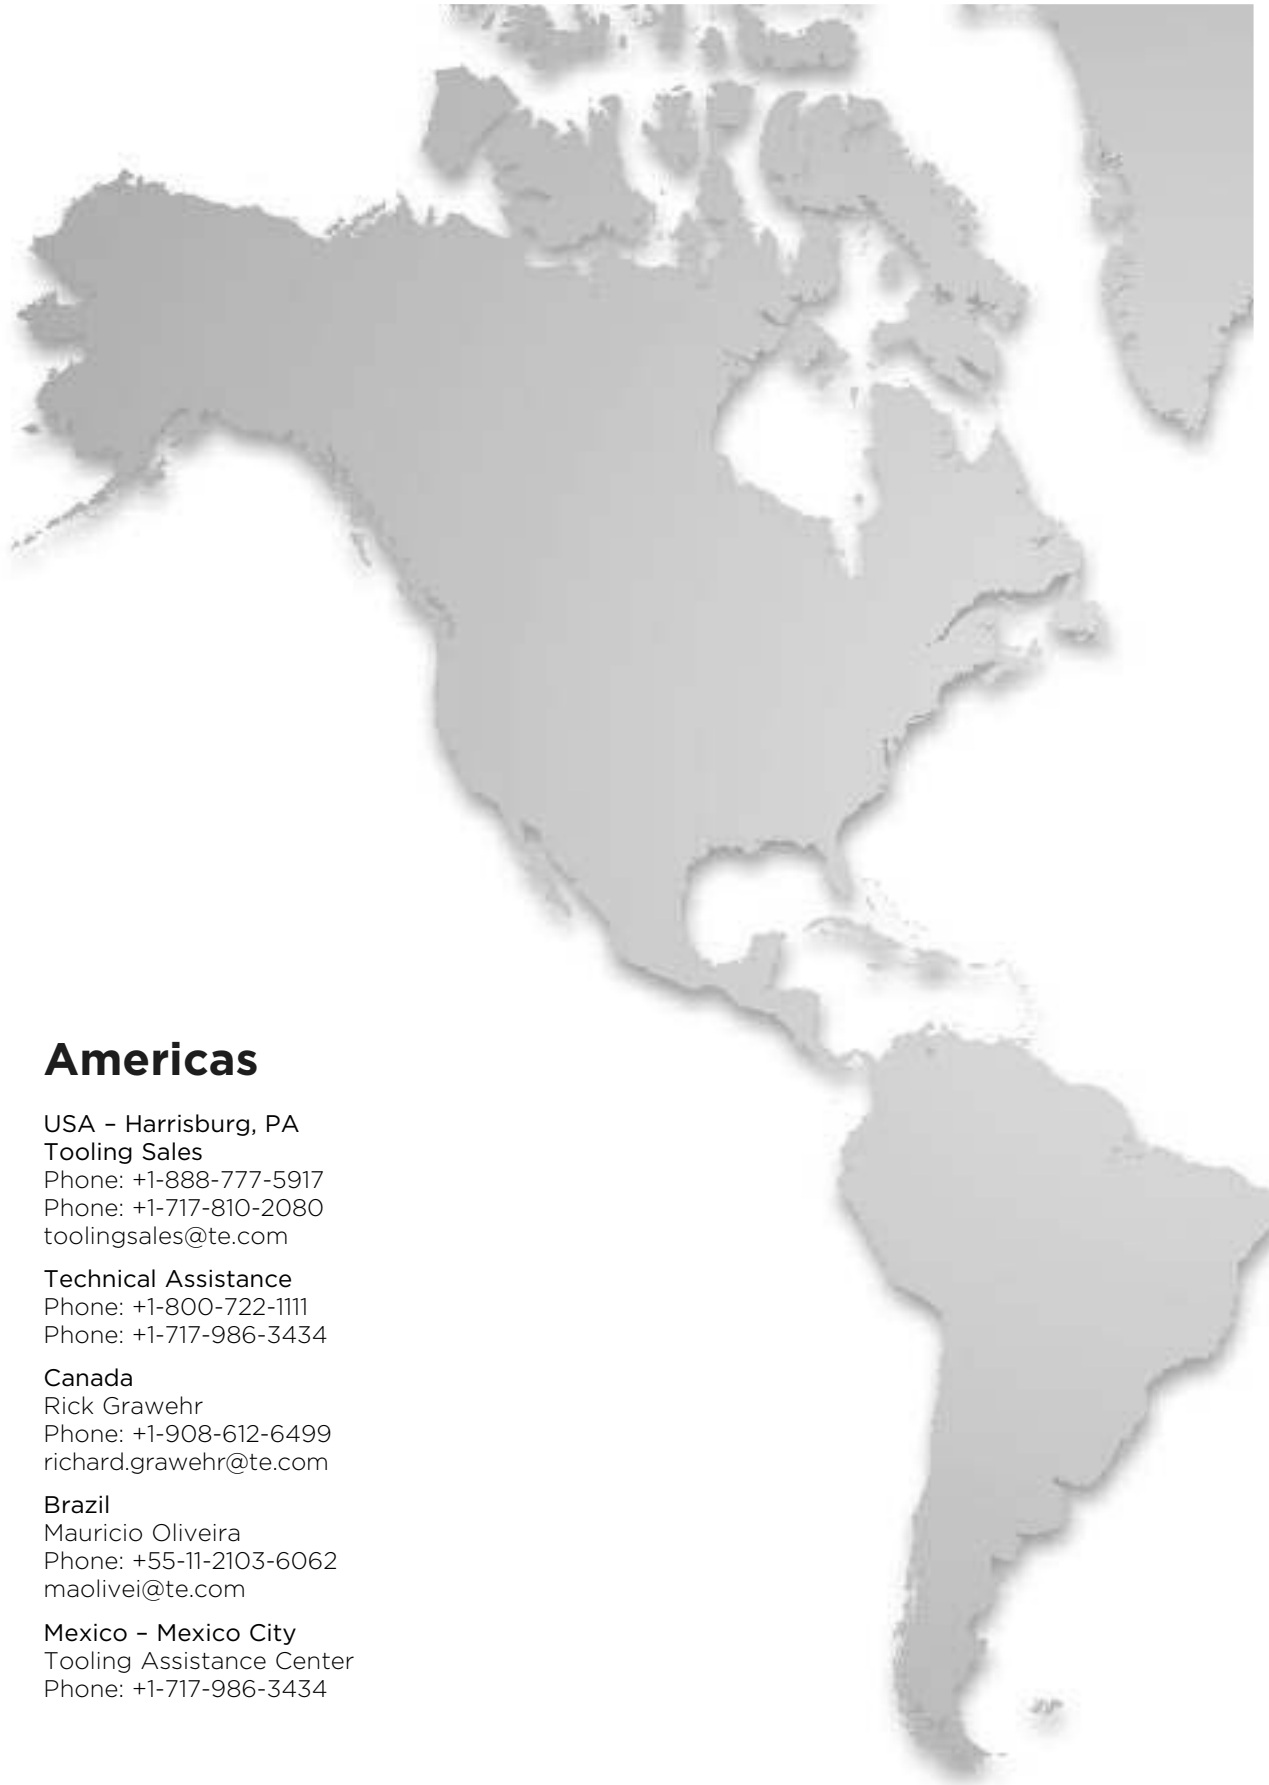 Americas
USA – Harrisburg, PA
Tooling Sales
Phone: +1-888-777-5917
Phone: +1-717-810-2080
toolingsales@te.com
Technical Assistance
Phone: +1-800-722-1111
Phone: +1-717-986-3434
Canada
Rick Grawehr
Phone: +1-908-612-6499
richard.grawehr@te.com
Brazil
Mauricio Oliveira
Phone: +55-11-2103-6062
maolivei@te.com
Mexico – Mexico City
Tooling Assistance Center
Phone: +1-717-986-3434